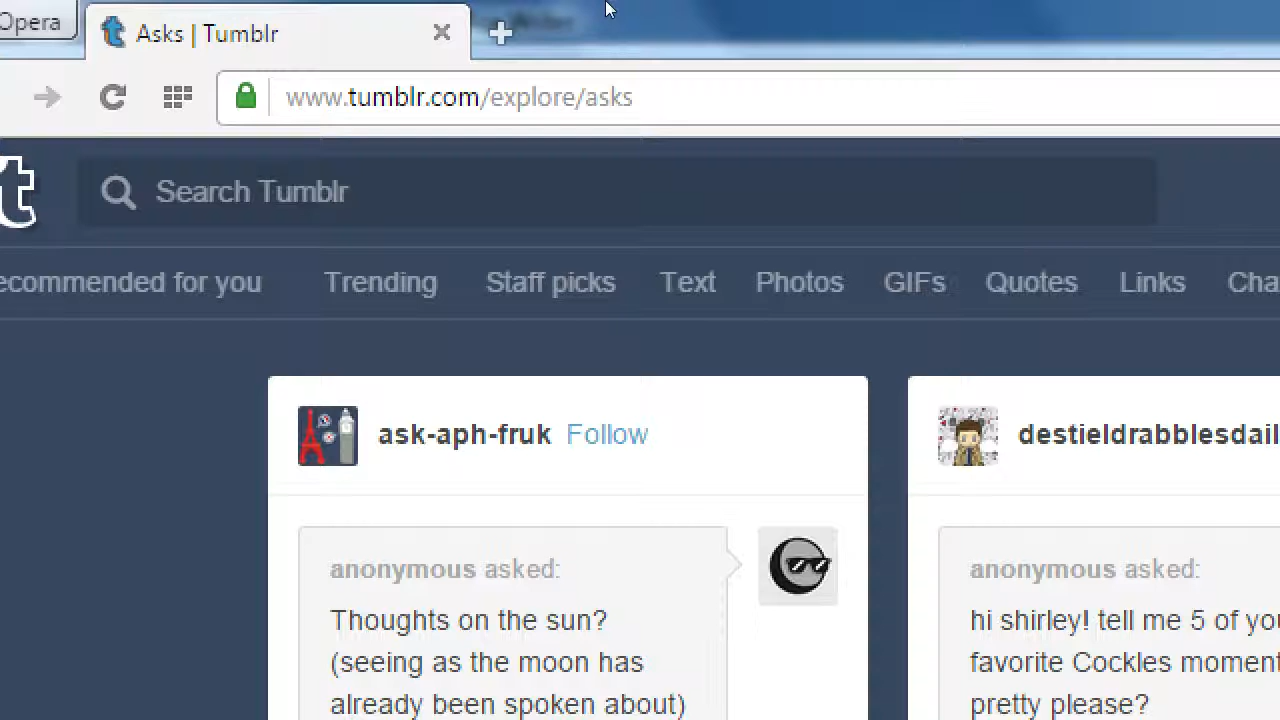 Opera
Asks | Tumblr
www.tumblr.com/explore/asks
t
Search Tumblr
ecommended for you Trending Staff picks Text Photos GIFs Quotes Links Cha
ask-aph-fruk Follow
destieldrabblesdail
anonymous asked:
Thoughts on the sun?
(seeing as the moon has
already been spoken about)
anonymous asked:
hi shirley! tell me 5 of you
favorite Cockles moment
pretty please?